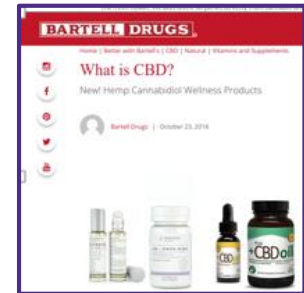 BARTELL DRUGS
Home | Better with Bartell's | CBD | Natural | Vitamins and Supplements
What is CBD?
New! Hemp Cannabidiol Wellness Products
Bartell Drugs | October 23, 2018
+CBD
+CBD oil